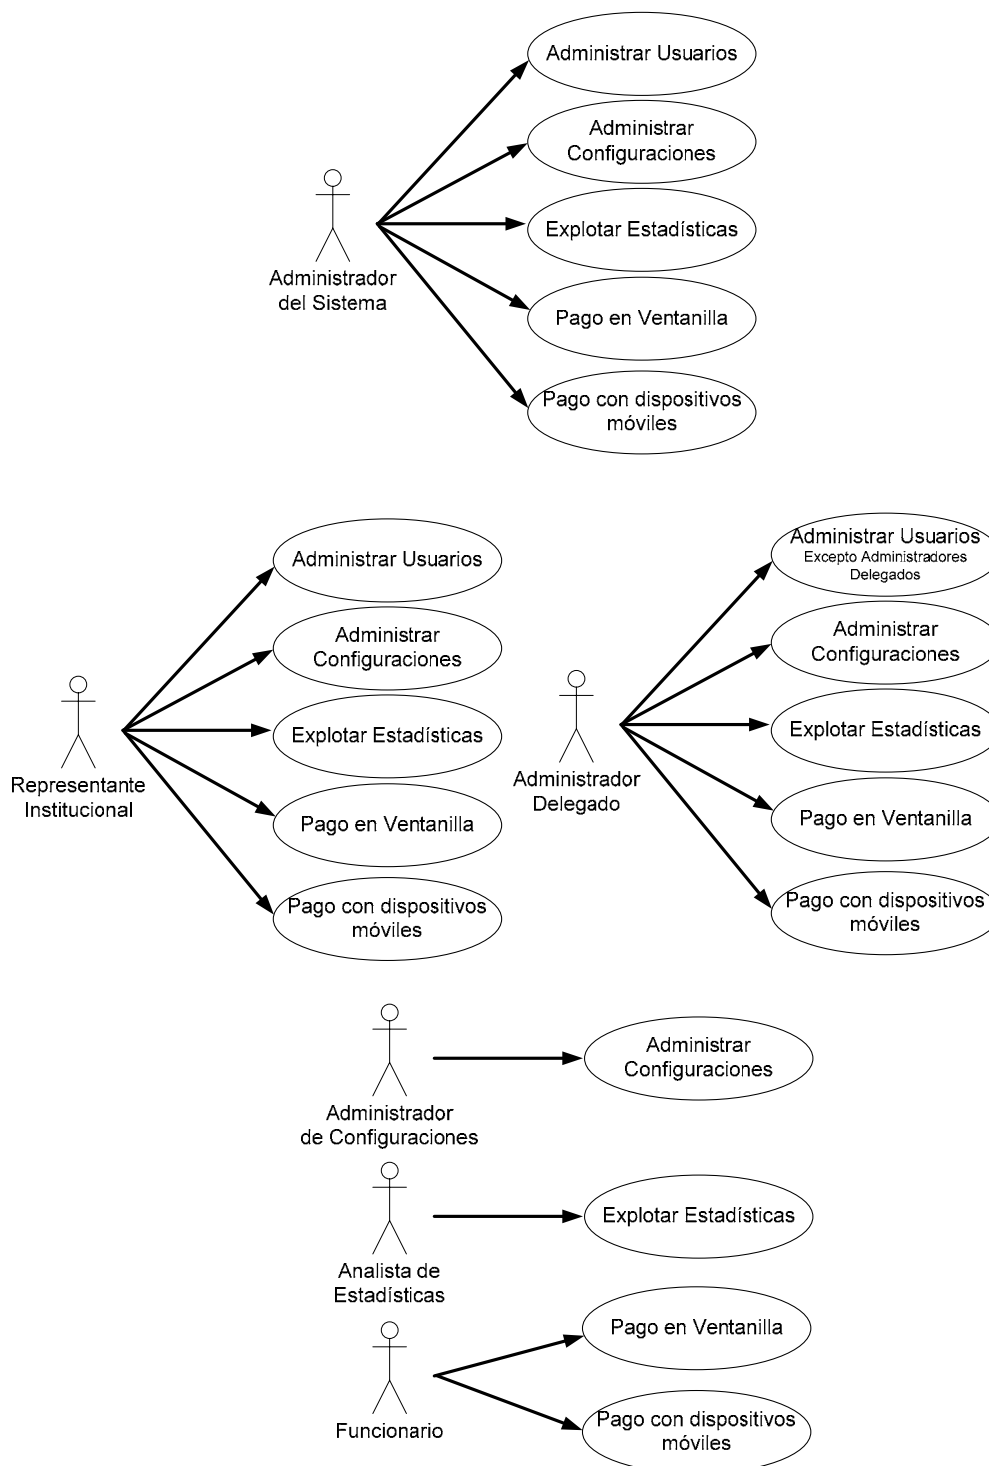 Administrar Usuarios
Administrar
Configuraciones
Explotar Estadísticas
Administrador
del Sistema
Pago en Ventanilla
Pago con dispositivos
móviles
Administrar Usuarios
Administrar
Configuraciones
Explotar Estadísticas
Representante
Institucional
Pago en Ventanilla
Pago con dispositivos
móviles
Administrar Usuarios
Excepto Administradores
Delegados
Administrar
Configuraciones
Explotar Estadísticas
Administrador
Delegado
Pago en Ventanilla
Pago con dispositivos
móviles
Administrar
Configuraciones
Administrador
de Configuraciones
Explotar Estadísticas
Analista de
Estadísticas
Pago en Ventanilla
Funcionario
Pago con dispositivos
móviles